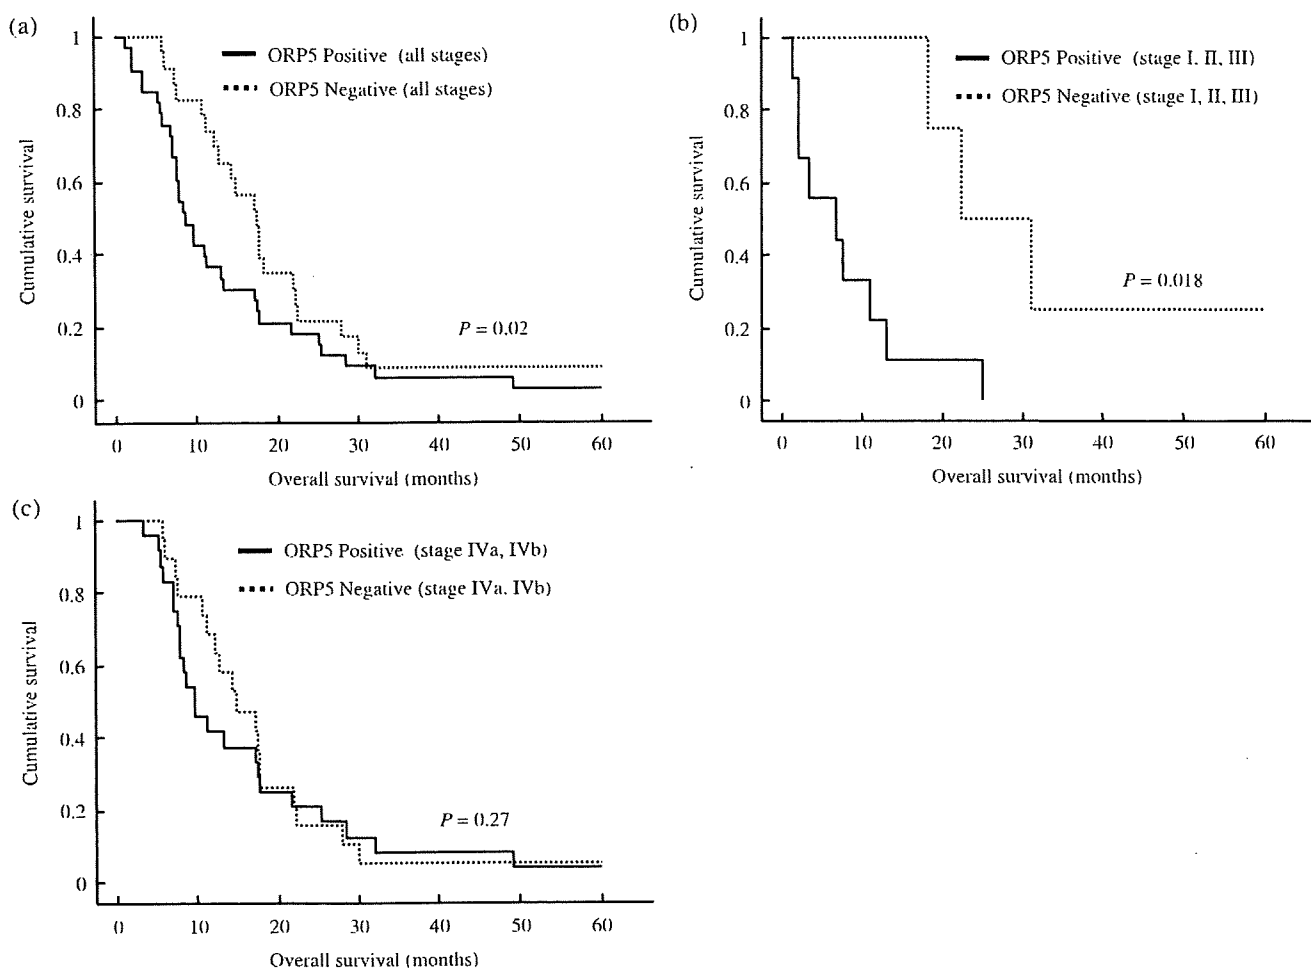 (a)
1
0.8
0.6
0.4
0.2
0
Cumulative survival
ORP5 Positive (all stages)
ORP5 Negative (all stages)
P = 0.02
0 10 20 30 40 50 60
Overall survival (months)
(b)
1
0.8
0.6
0.4
0.2
0
Cumulative survival
ORP5 Positive (stage I, II, III)
ORP5 Negative (stage I, II, III)
P = 0.018
0 10 20 30 40 50 60
Overall survival (months)
(c)
1
0.8
0.6
0.4
0.2
0
Cumulative survival
ORP5 Positive (stage IVa, IVb)
ORP5 Negative (stage IVa, IVb)
P = 0.27
0 10 20 30 40 50 60
Overall survival (months)